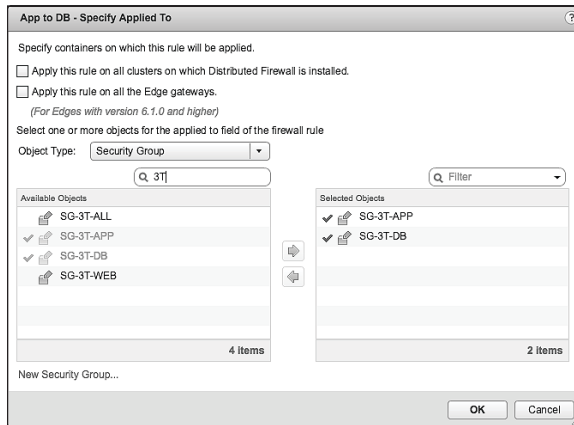 App to DB - Specify Applied To
?
Specify containers on which this rule will be applied.
Apply this rule on all clusters on which Distributed Firewall is installed.
Apply this rule on all the Edge gateways.
(For Edges with version 6.1.0 and higher)
Select one or more objects for the applied to field of the firewall rule
Object Type: Security Group
3T
Filter
Available Objects
SG-3T-ALL
SG-3T-APP
SG-3T-DB
SG-3T-WEB
4 items
Selected Objects
SG-3T-APP
SG-3T-DB
2 items
New Security Group...
OK Cancel